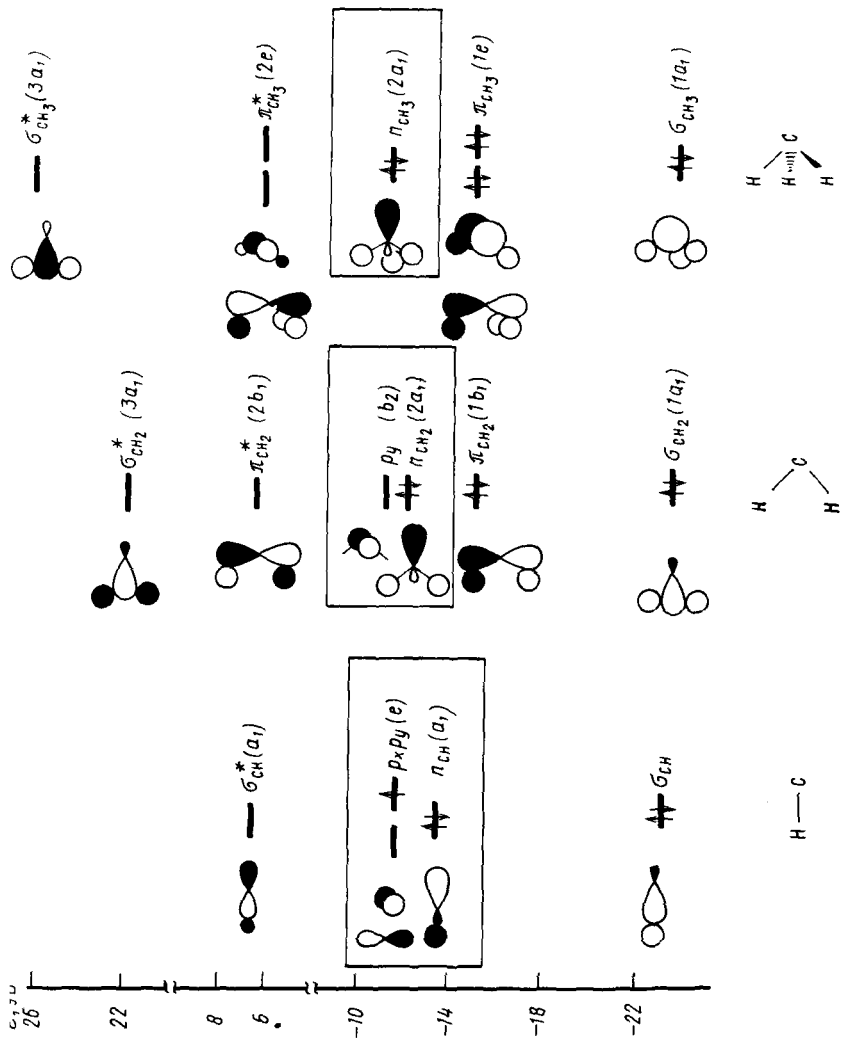 26
22
8
6
-10
-14
-18
-22
σ*CH(a₁)
pxpy(e)
nCH(a₁)
σCH
H—C
σ*CH₂ (3a₁)
π*CH₂ (2b₁)
py (b₂)
nCH₂(2a₁)
πCH₂(1b₁)
σCH₂(1a₁)
H
C
H
σ*CH₃(3a₁)
π*CH₃(2e)
nCH₃(2a₁)
πCH₃(1e)
σCH₃(1a₁)
H
H C
H